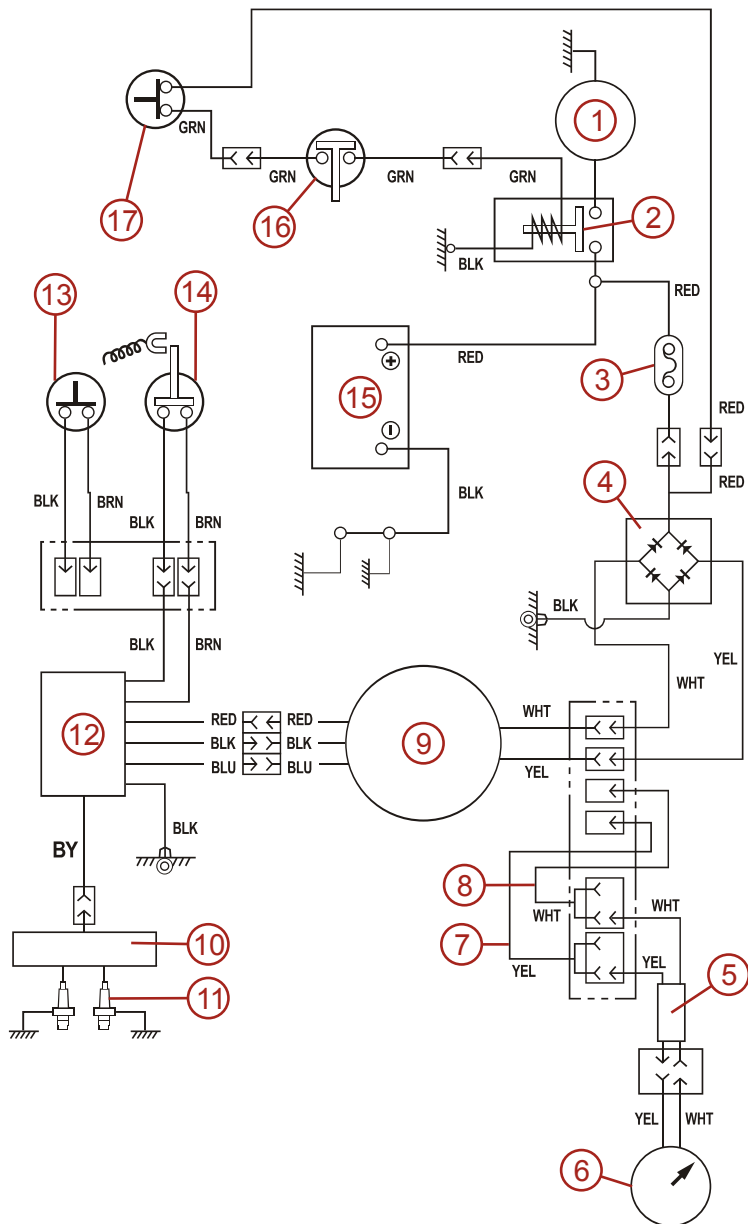 1
17
GRN
GRN
GRN
GRN
16
2
BLK
RED
13
14
15
+
RED
3
−
RED
BLK
BRN
BLK
BRN
BLK
RED
4
BLK
BLK
BRN
YEL
WHT
12
RED
RED
9
WHT
BLK
BLK
BLU
BLU
YEL
BLK
BY
8
WHT
WHT
10
7
YEL
YEL
5
11
YEL
WHT
6